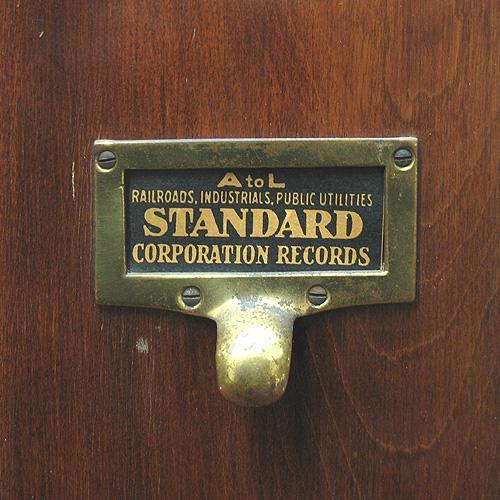 A to L
RAILROADS, INDUSTRIALS, PUBLIC UTILITIES
STANDARD
CORPORATION RECORDS